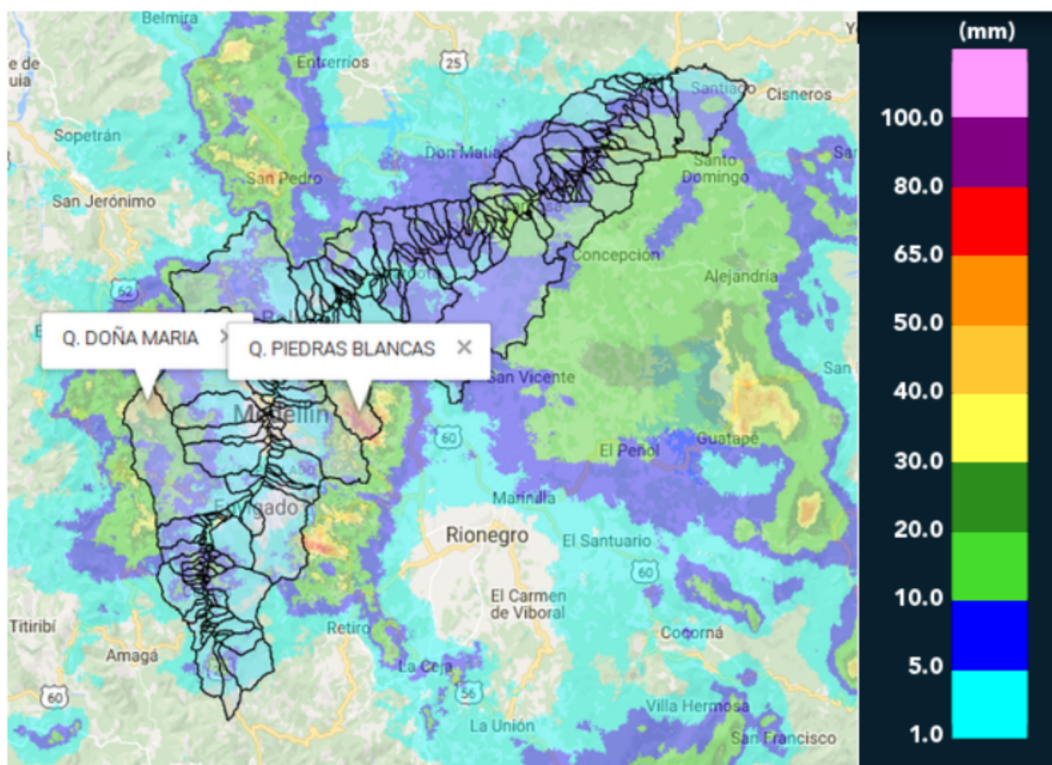 (mm)
100.0
80.0
65.0
50.0
40.0
30.0
20.0
10.0
5.0
1.0
Belmira
Entrerríos
25
Santiago
Cisneros
Sopetrán
Don Matías
Santo
Domingo
San Pedro
San Jerónimo
Concepción
Alejandría
62
Q. DOÑA MARIA
Q. PIEDRAS BLANCAS
San Vicente
Medellín
60
Guatapé
El Peñol
Marinilla
Envigado
Rionegro
El Santuario
60
El Carmen
de Viboral
Titiribí
Retiro
Cocorná
Amagá
La Ceja
60
56
Villa Hermosa
La Unión
San Francisco